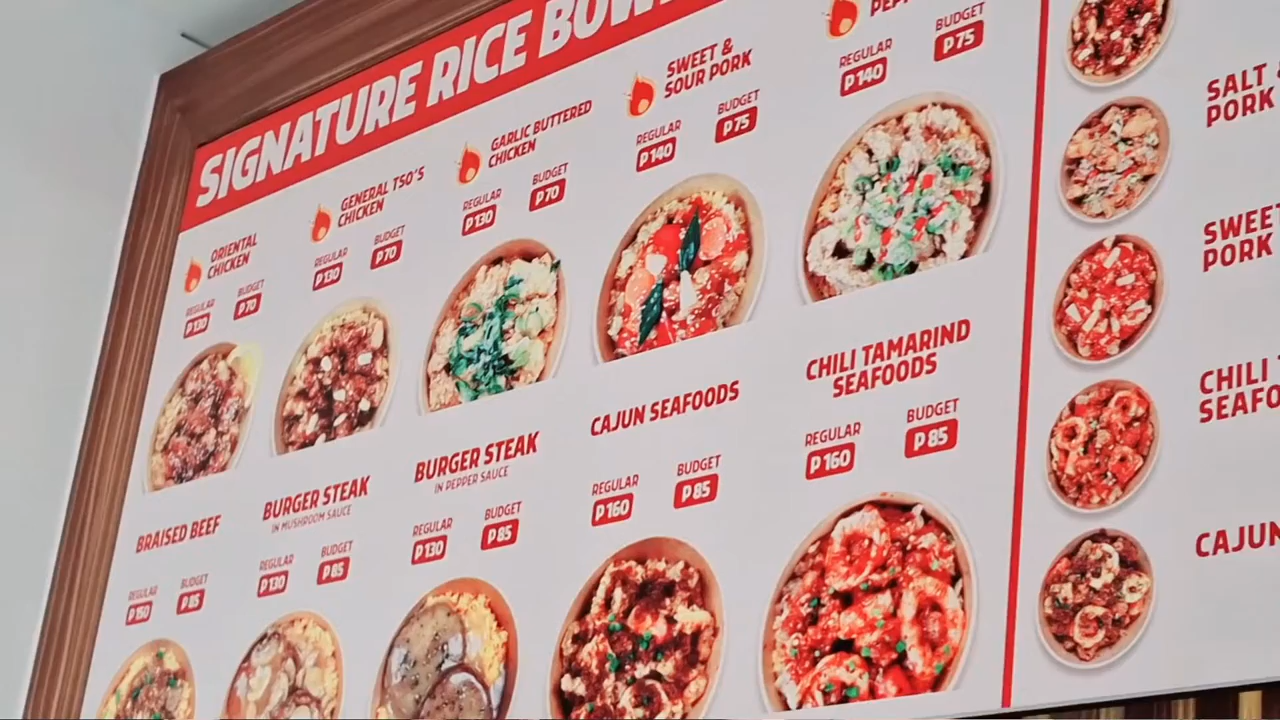 SIGNATURE RICE BOW
ORIENTAL
CHICKEN
REGULAR BUDGET
P130 P70
GENERAL TSO'S
CHICKEN
REGULAR BUDGET
P130 P70
GARLIC BUTTERED
CHICKEN
REGULAR BUDGET
P130 P70
SWEET &
SOUR PORK
REGULAR BUDGET
P140 P75
REGULAR BUDGET
P140 P75
BRAISED BEEF
REGULAR BUDGET
P150 P85
BURGER STEAK
IN MUSHROOM SAUCE
REGULAR BUDGET
P130 P85
BURGER STEAK
IN PEPPER SAUCE
REGULAR BUDGET
P130 P85
CAJUN SEAFOODS
REGULAR BUDGET
P160 P85
CHILI TAMARIND
SEAFOODS
REGULAR BUDGET
P160 P85
SALT &
PORK
SWEET
PORK
CHILI
SEAFO
CAJUN